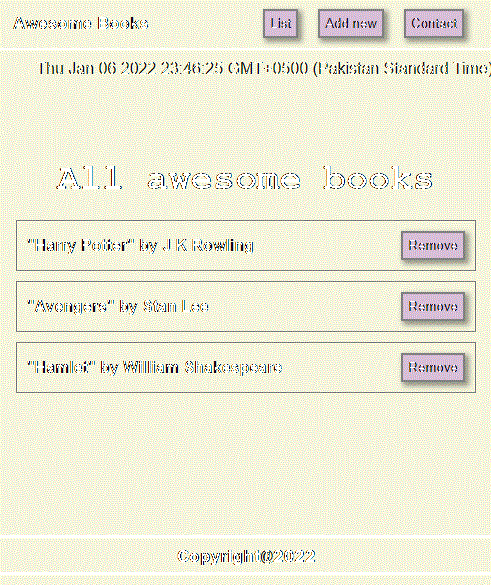 Awesome Books List Add new Contact
Thu Jan 06 2022 23:46:25 GMT+0500 (Pakistan Standard Time)
All awesome books
"Harry Potter" by J.K Rowling Remove
"Avengers" by Stan Lee Remove
"Hamlet" by William Shakespeare Remove
Copyright@2022